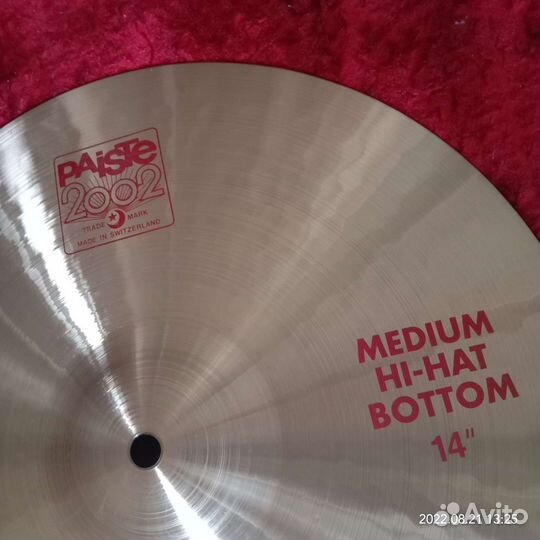 PAiSTe
2002
TRADE MARK
MADE IN SWITZERLAND
MEDIUM
HI-HAT
BOTTOM
14"
Avito
2022.08.21 13:25